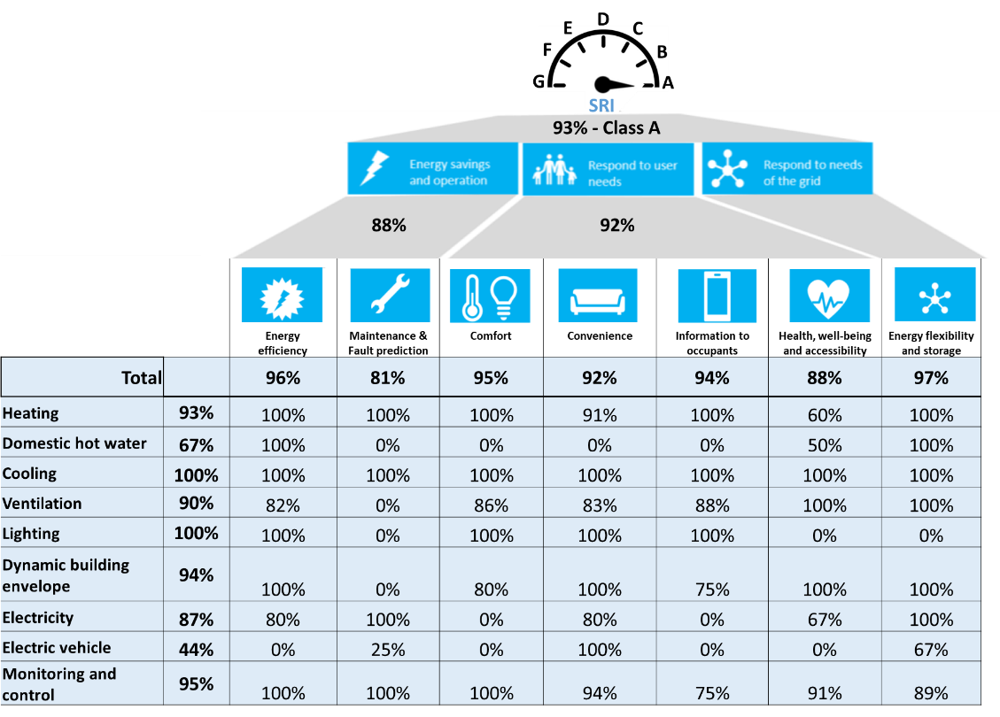 D
E C
F B
G A
SRI
93% - Class A
Energy savings
and operation
Respond to user
needs
Respond to needs
of the grid
88% 92%
Energy
efficiency
Maintenance &
Fault prediction
Comfort
Convenience
Information to
occupants
Health, well-being
and accessibility
Energy flexibility
and storage
Total 96% 81% 95% 92% 94% 88% 97%
Heating 93% 100% 100% 100% 91% 100% 60% 100%
Domestic hot water 67% 100% 0% 0% 0% 0% 50% 100%
Cooling 100% 100% 100% 100% 100% 100% 100% 100%
Ventilation 90% 82% 0% 86% 83% 88% 100% 100%
Lighting 100% 100% 0% 100% 100% 100% 0% 0%
Dynamic building
envelope 94% 100% 0% 80% 100% 75% 100% 100%
Electricity 87% 80% 100% 0% 80% 0% 67% 100%
Electric vehicle 44% 0% 25% 0% 100% 0% 0% 67%
Monitoring and
control 95% 100% 100% 100% 94% 75% 91% 89%